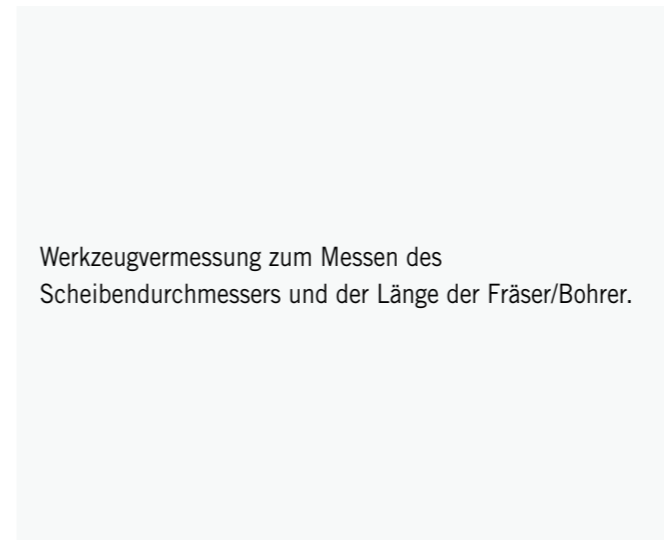 Werkzeugvermessung zum Messen des
Scheibendurchmessers und der Länge der Fräser/Bohrer.